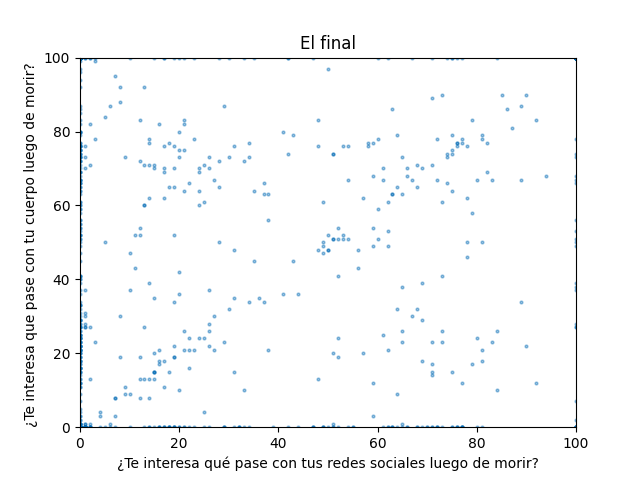 El final
¿Te interesa que pase con tu cuerpo luego de morir?
100
80
60
40
20
0
0 20 40 60 80 100
¿Te interesa qué pase con tus redes sociales luego de morir?